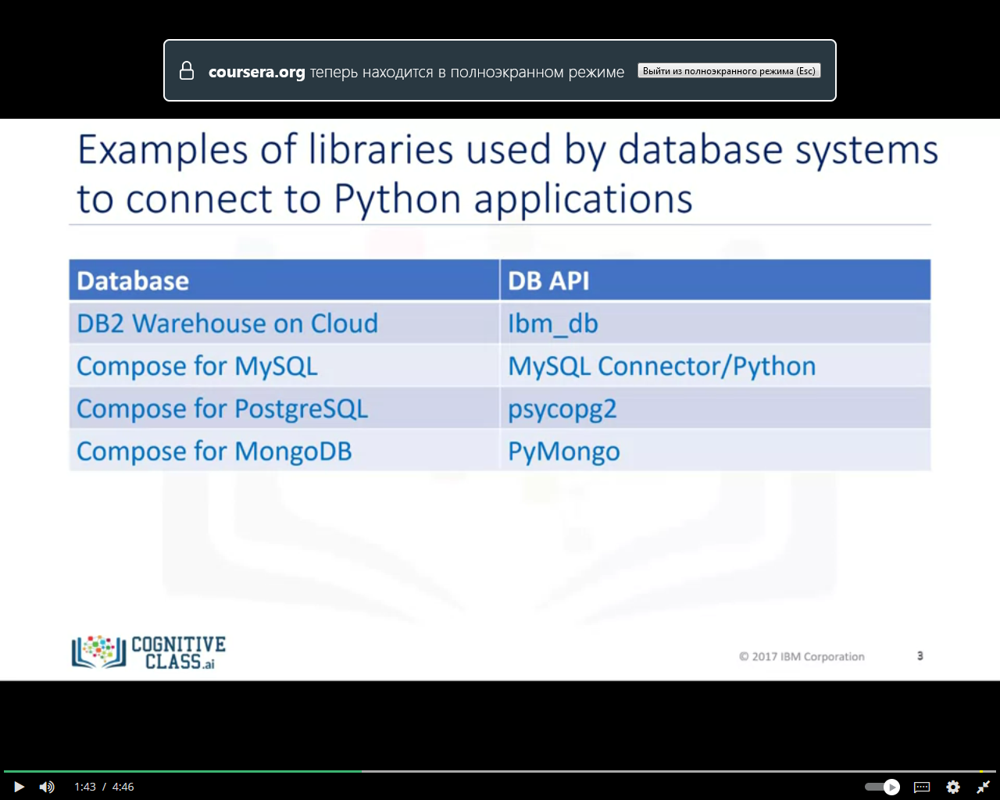 coursera.org теперь находится в полноэкранном режиме Выйти из полноэкранного режима (Esc)
Examples of libraries used by database systems
to connect to Python applications
Database DB API
DB2 Warehouse on Cloud Ibm_db
Compose for MySQL MySQL Connector/Python
Compose for PostgreSQL psycopg2
Compose for MongoDB PyMongo
COGNITIVE
CLASS.ai
© 2017 IBM Corporation 3
1:43 / 4:46